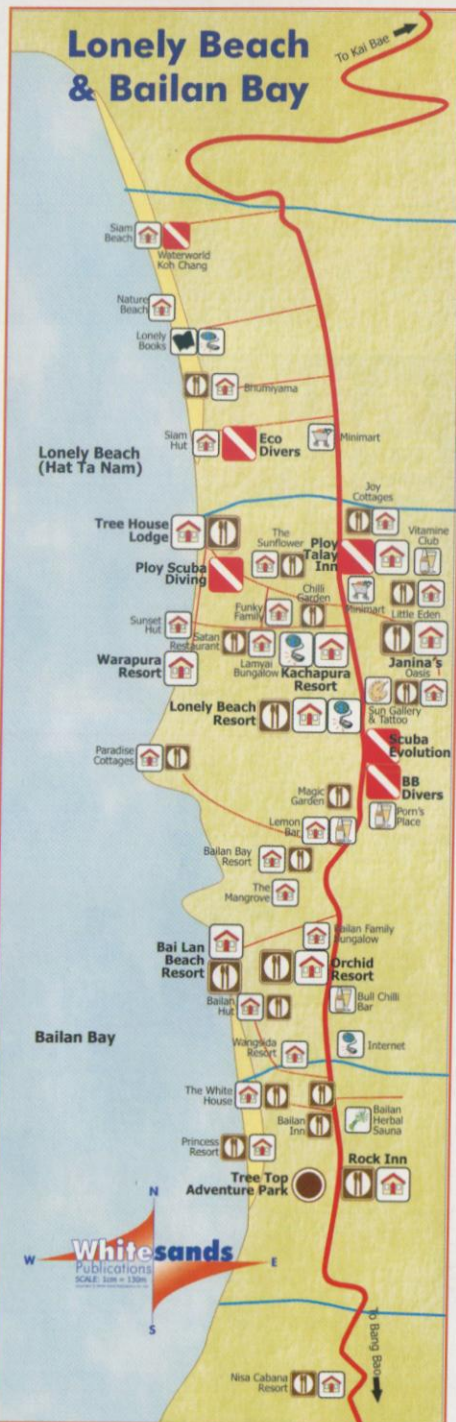 Lonely Beach
& Bailan Bay
To Kai Bae
Siam
Beach
Waterworld
Koh Chang
Nature
Beach
Lonely
Books
Bhumiyama
Siam
Hut
Eco
Divers
Minimart
Lonely Beach
(Hat Ta Nam)
Joy
Cottages
Tree House
Lodge
The
Sunflower
Ploy
Talay
Inn
Vitamine
Club
Ploy Scuba
Diving
Chilli
Garden
Minimart
Little Eden
Funky
Family
Sunset
Hut
Satan
Restaurant
Lamyai
Bungalow
Kachapura
Resort
Janina's
Oasis
Warapura
Resort
Lonely Beach
Resort
Sun Gallery
& Tattoo
Scuba
Evolution
Paradise
Cottages
BB
Divers
Magic
Garden
Porn's
Place
Lemon
Bar
Bailan Bay
Resort
The
Mangrove
Bailan Family
Bungalow
Bai Lan
Beach
Resort
Orchid
Resort
Bailan
Hut
Bull Chilli
Bar
Bailan Bay
Wangsida
Resort
Internet
The White
House
Bailan
Inn
Bailan
Herbal
Sauna
Princess
Resort
Rock Inn
Tree Top
Adventure Park
N
Whitesands
Publications
SCALE: 1cm = 130m
W
E
S
To Bang Bao
Nisa Cabana
Resort